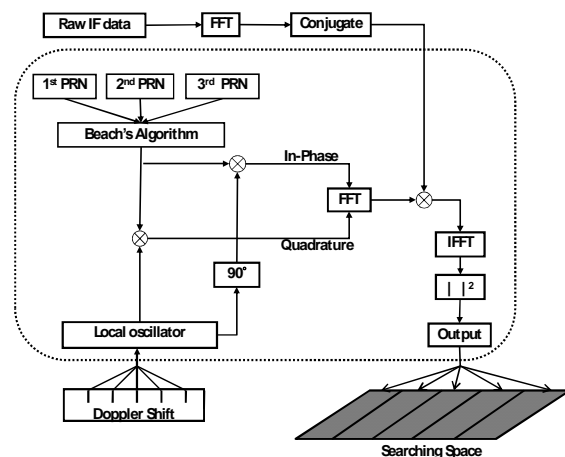 Raw IF data
FFT
Conjugate
1st PRN
2nd PRN
3rd PRN
Beach's Algorithm
In-Phase
FFT
Quadrature
IFFT
90°
| | 2
Local oscillator
Output
Doppler Shift
Searching Space